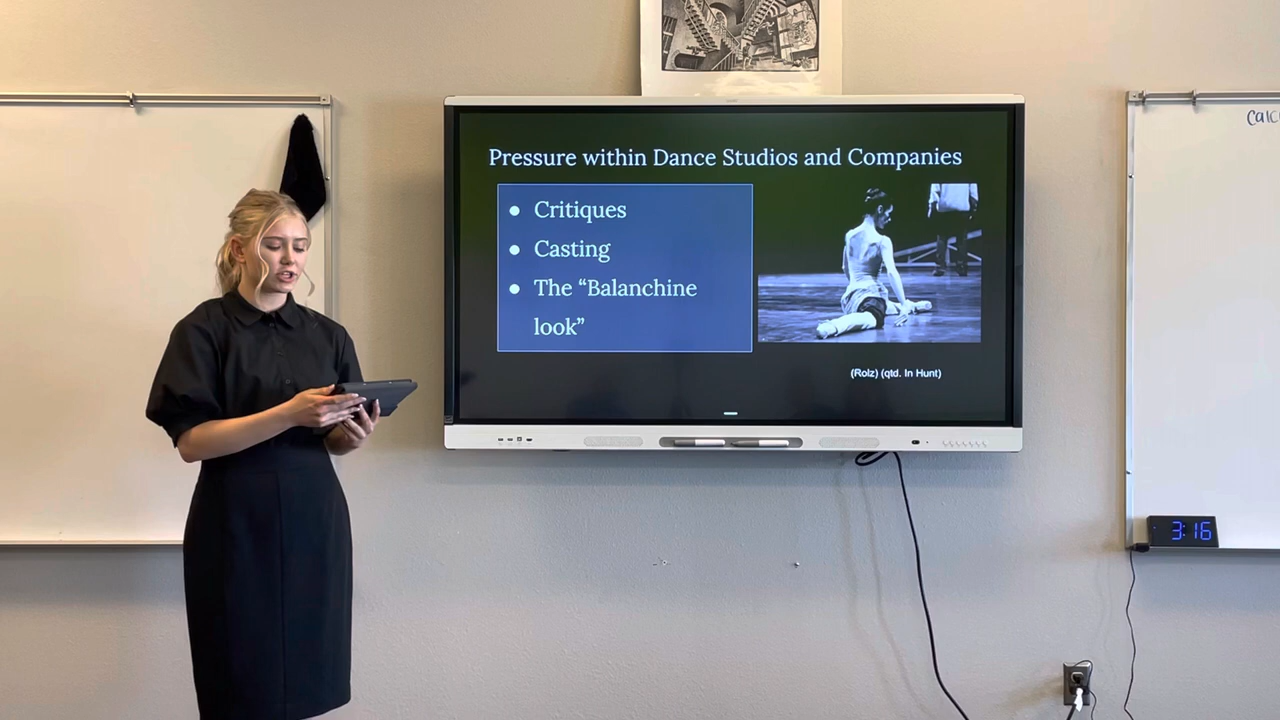 Pressure within Dance Studios and Companies
● Critiques
● Casting
● The “Balanchine
look”
(Rolz) (qtd. In Hunt)
3:16